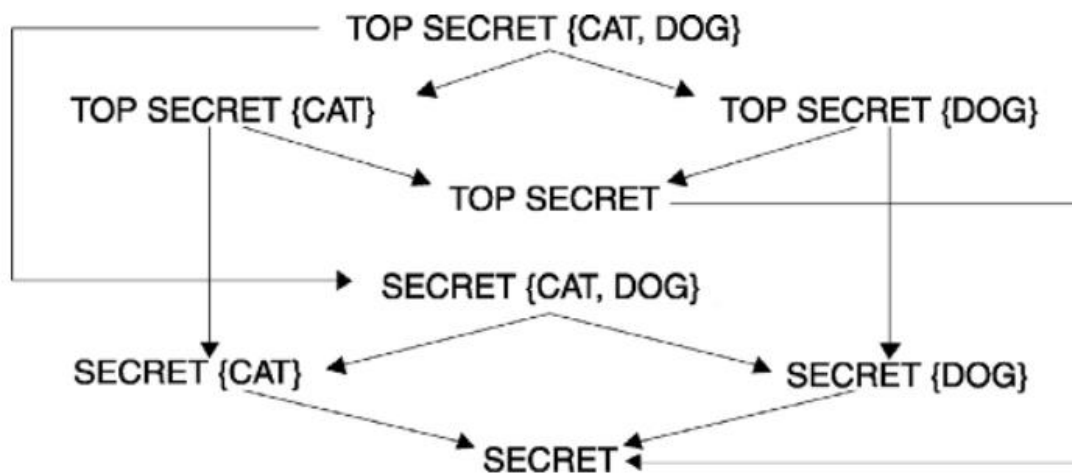 TOP SECRET {CAT, DOG}
TOP SECRET {CAT}
TOP SECRET {DOG}
TOP SECRET
SECRET {CAT, DOG}
SECRET {CAT}
SECRET {DOG}
SECRET